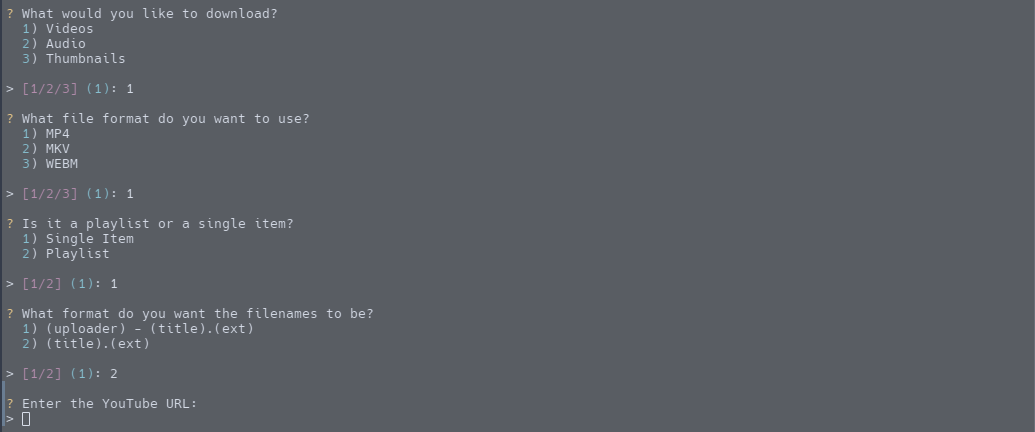 ? What would you like to download?
1) Videos
2) Audio
3) Thumbnails
> [1/2/3] (1): 1
? What file format do you want to use?
1) MP4
2) MKV
3) WEBM
> [1/2/3] (1): 1
? Is it a playlist or a single item?
1) Single Item
2) Playlist
> [1/2] (1): 1
? What format do you want the filenames to be?
1) (uploader) - (title).(ext)
2) (title).(ext)
> [1/2] (1): 2
? Enter the YouTube URL:
>